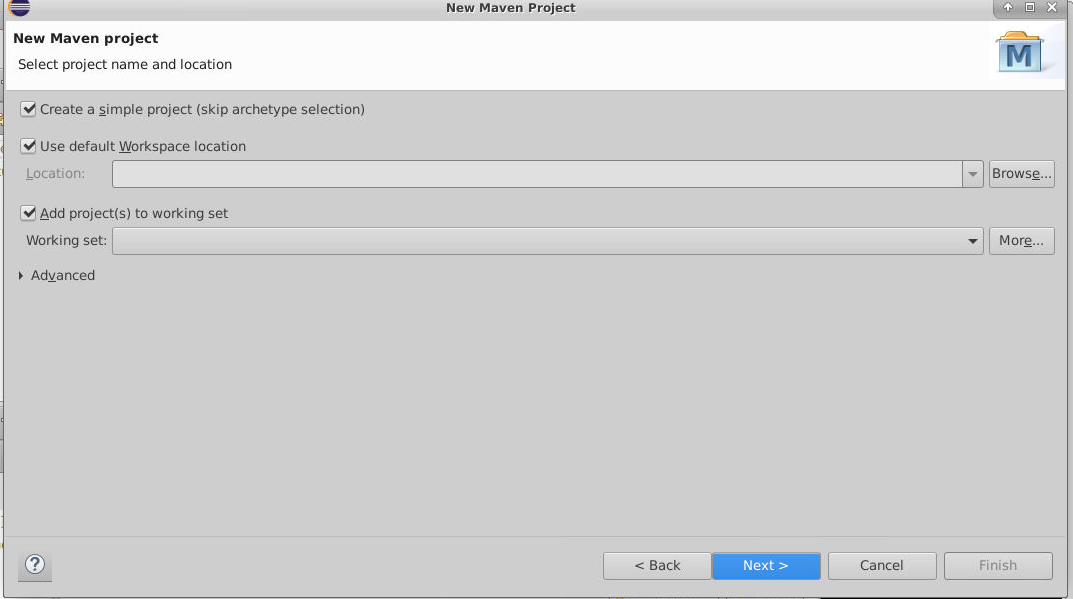 New Maven Project
New Maven project
Select project name and location
M
Create a simple project (skip archetype selection)
Use default Workspace location
Location:
Browse...
Add project(s) to working set
Working set:
More...
Advanced
?
< Back
Next >
Cancel
Finish